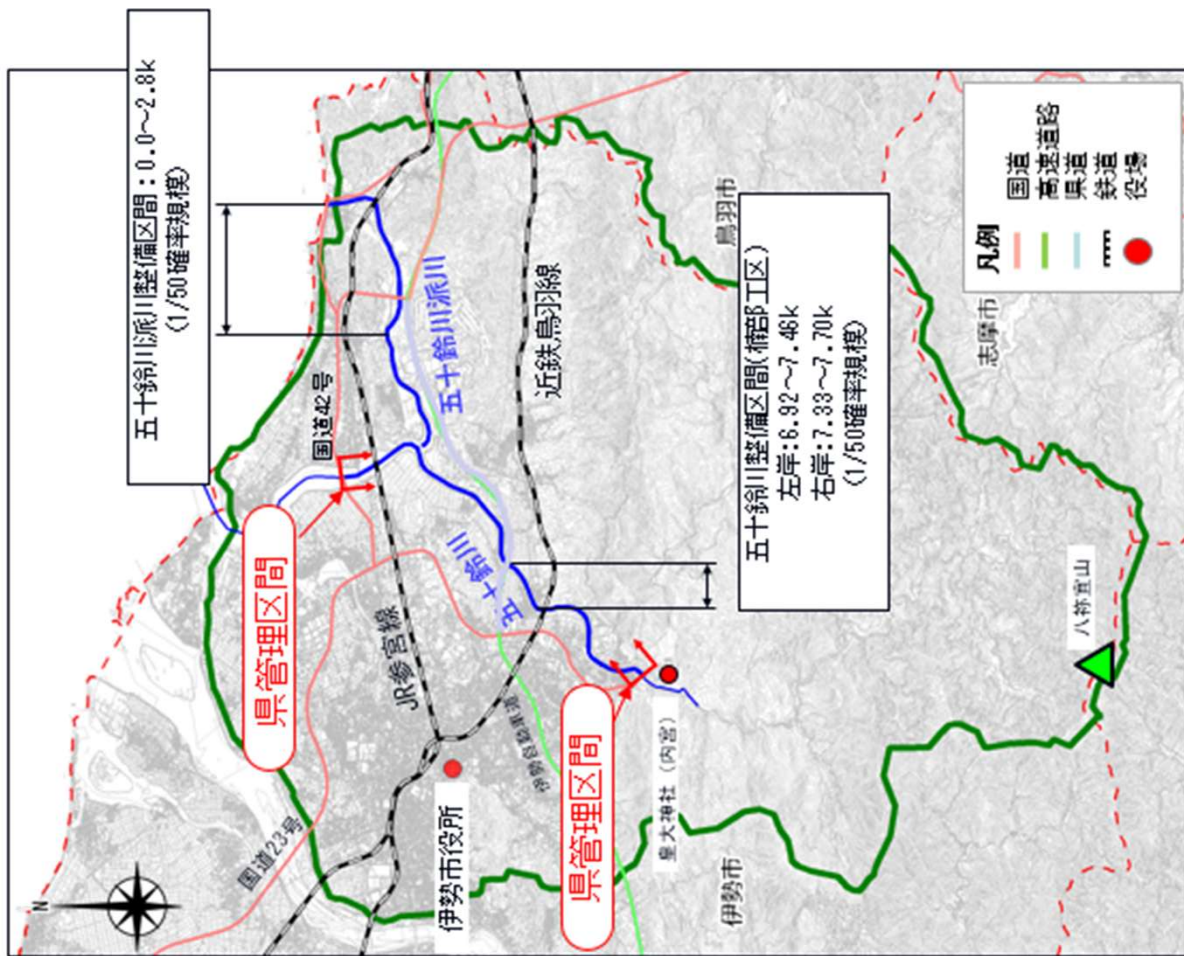 五十鈴川派川整備区間:0.0～2.8k
(1/50確率規模)
N
国道23号
県管理区間
国道42号
JR参宮線
五十鈴川派川
五十鈴川
近鉄鳥羽線
伊勢市役所
県管理区間
皇大神社(内宮)
伊勢市
鳥羽市
五十鈴川整備区間(楠部工区)
左岸:6.92～7.46k
右岸:7.33～7.70k
(1/50確率規模)
志摩市
八祢宜山
凡例
国道
高速道路
県道
鉄道
役場